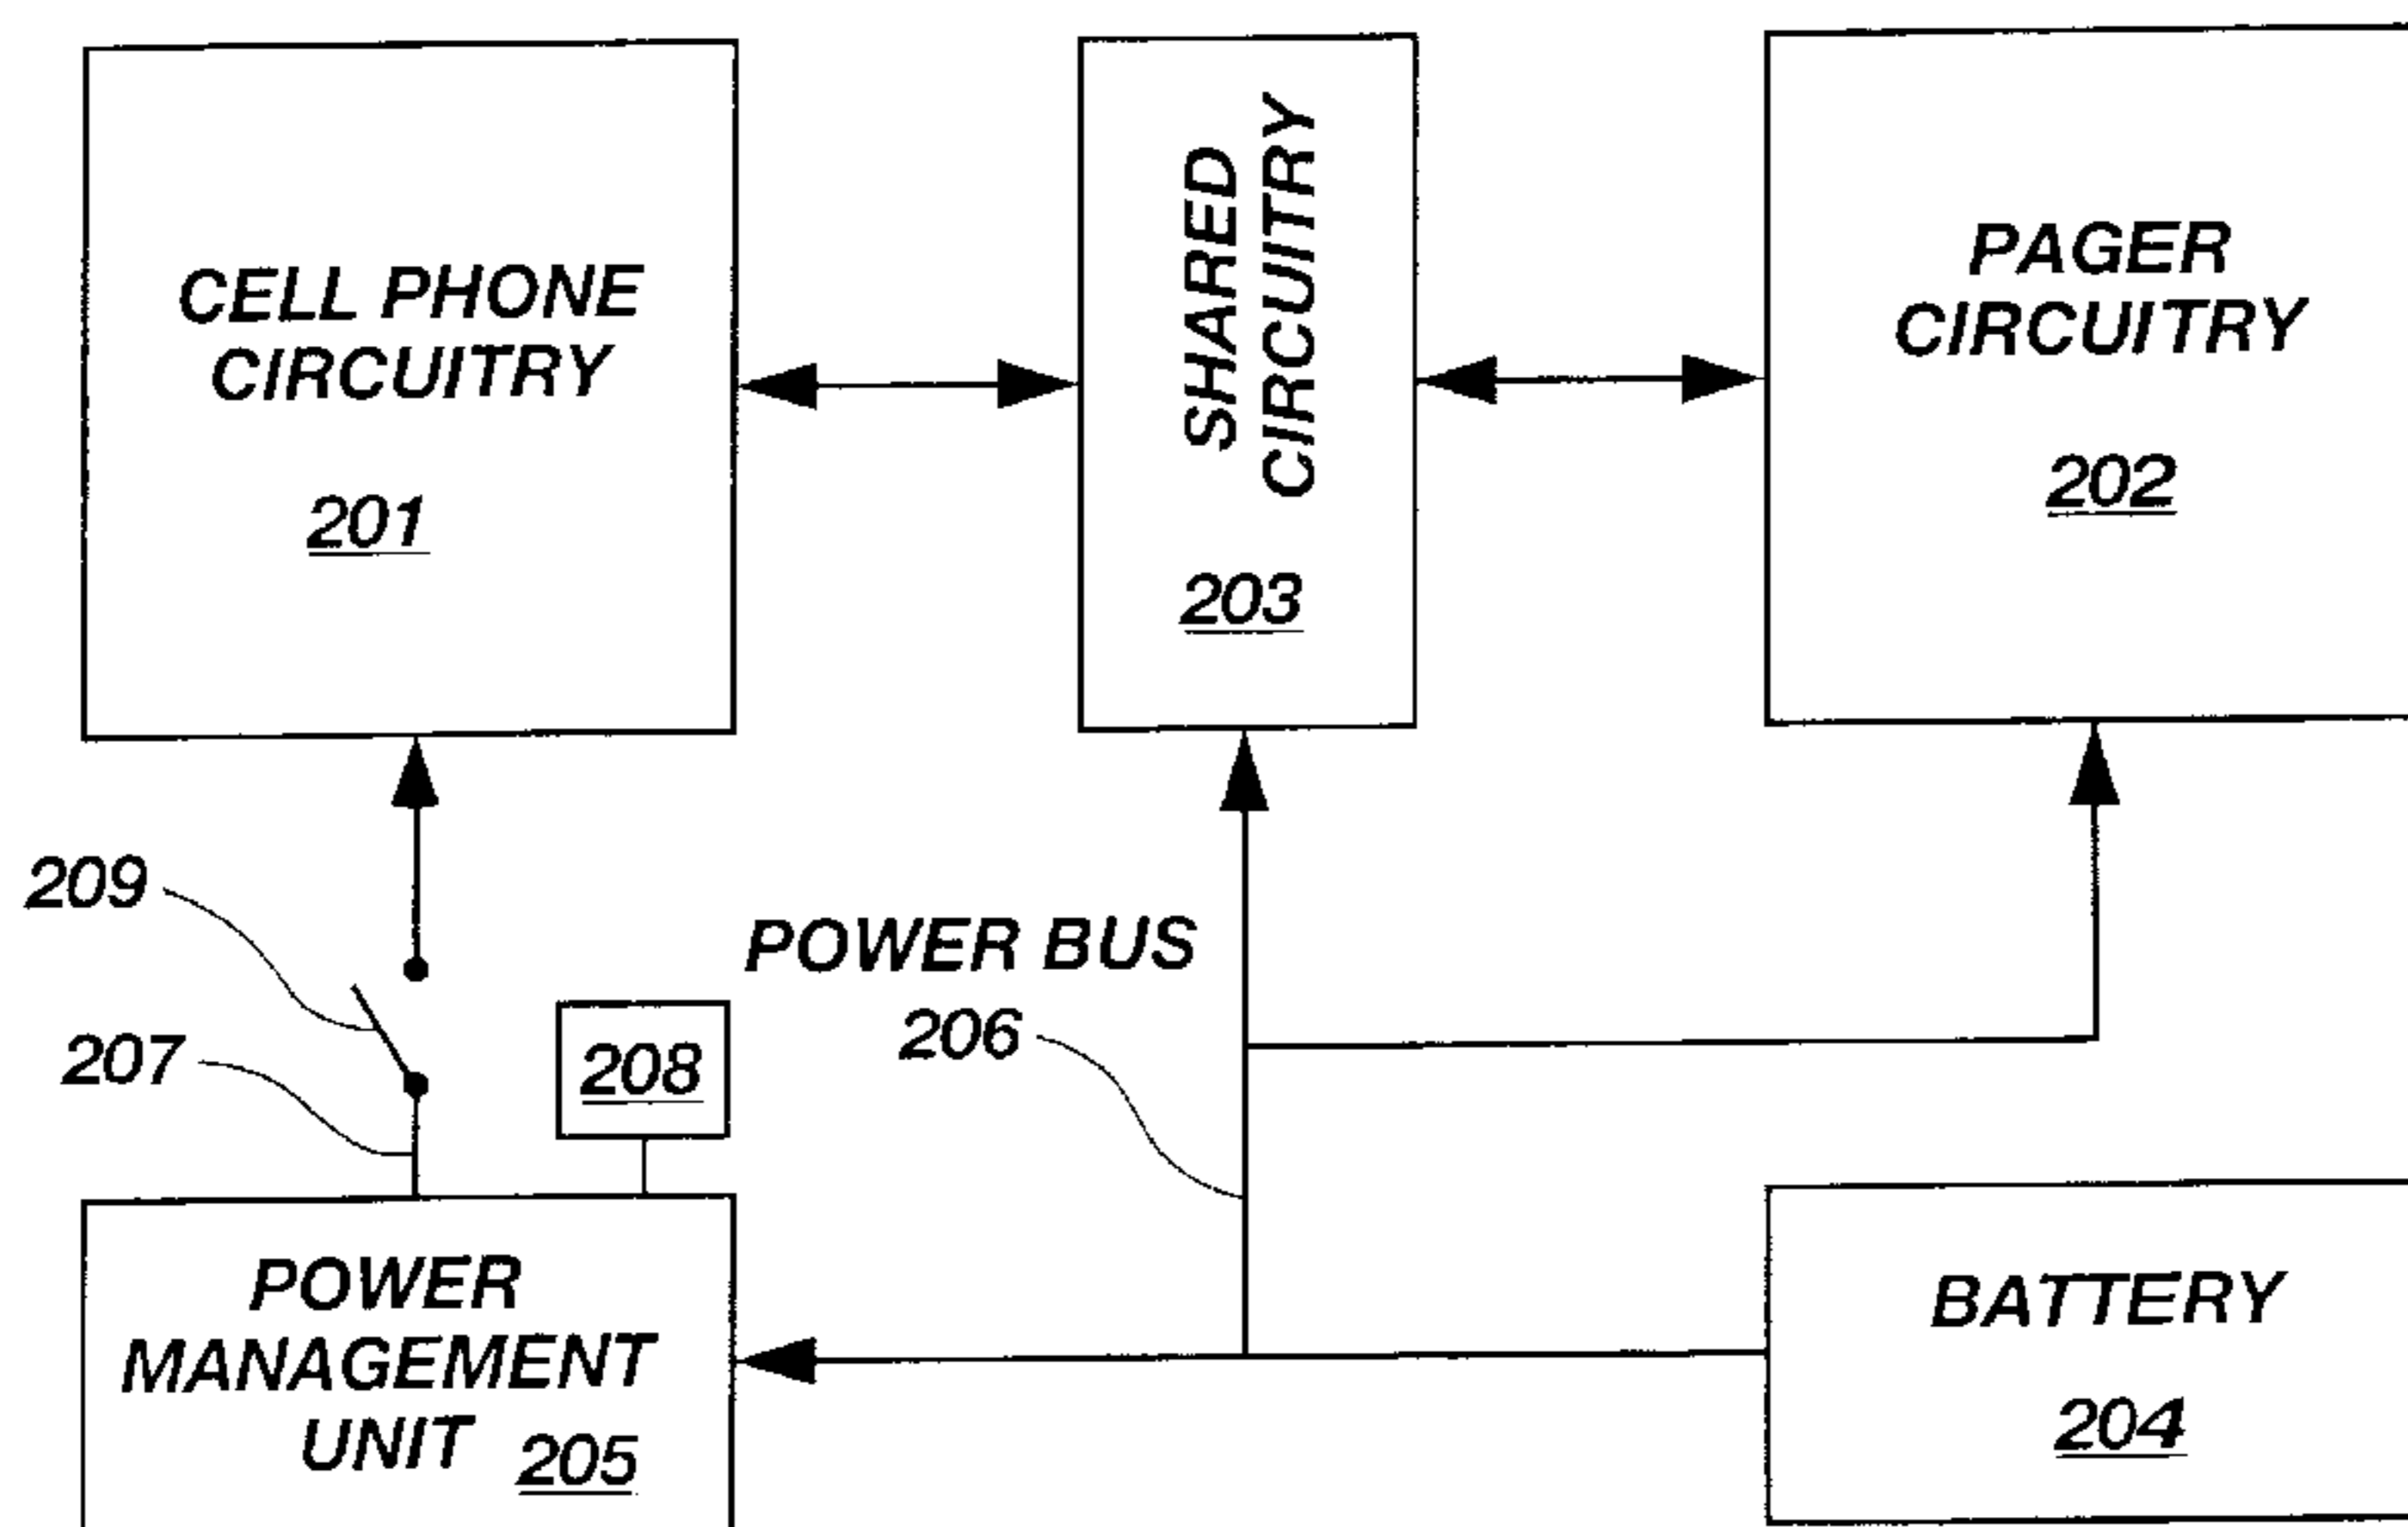 CELL PHONE
CIRCUITRY
201
SHARED
CIRCUITRY
203
PAGER
CIRCUITRY
202
209
207
208
POWER BUS
206
POWER
MANAGEMENT
UNIT 205
BATTERY
204